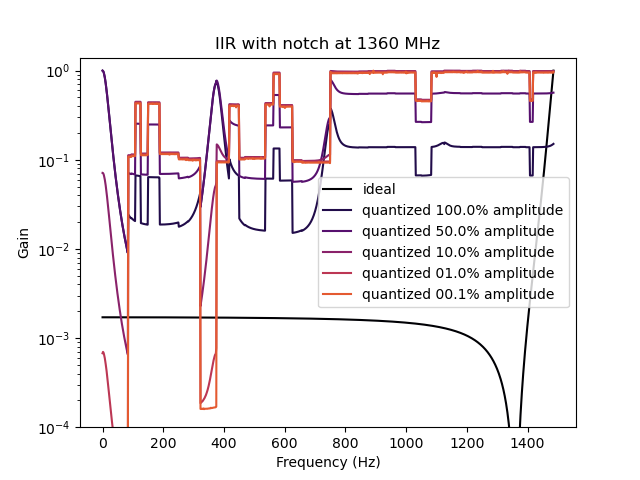 IIR with notch at 1360 MHz
Gain
10⁰
10⁻¹
10⁻²
10⁻³
10⁻⁴
ideal
quantized 100.0% amplitude
quantized 50.0% amplitude
quantized 10.0% amplitude
quantized 01.0% amplitude
quantized 00.1% amplitude
0 200 400 600 800 1000 1200 1400
Frequency (Hz)